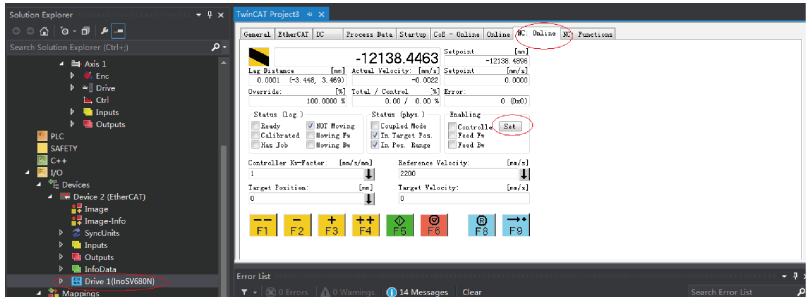 Solution Explorer
Search Solution Explorer (Ctrl+;)
Axis 1
Enc
Drive
Ctrl
Inputs
Outputs
PLC
SAFETY
C++
I/O
Devices
Device 2 (EtherCAT)
Image
Image-Info
SyncUnits
Inputs
Outputs
InfoData
Drive 1(InoSV680N)
Mappings
TwinCAT Project3
General EtherCAT DC Process Data Startup CoE - Online Online NC: Online NC: Functions
-12138.4463
Setpoint [mm]
-12138.4896
Lag Distance [mm] Actual Velocity: [mm/s] Setpoint [mm/s]
0.0001 (-3.448, 3.469) -0.0022 0.0000
Override: [%] Total / Control [%] Error:
100.0000 % 0.00 / 0.00 % 0 (0x0)
Status (log.) Status (phys.) Enabling
Ready NOT Moving Coupled Mode Controlle Set
Calibrated Moving Fw In Target Pos. Feed Fw
Has Job Moving Bw In Pos. Range Feed Bw
Controller Kv-Factor: [mm/s/mm] Reference Velocity: [mm/s]
1 2200
Target Position: [mm] Target Velocity: [mm/s]
0 0
F1 F2 F3 F4 F5 F6 F8 F9
Error List
0 Errors 0 Warnings 14 Messages Clear Search Error List